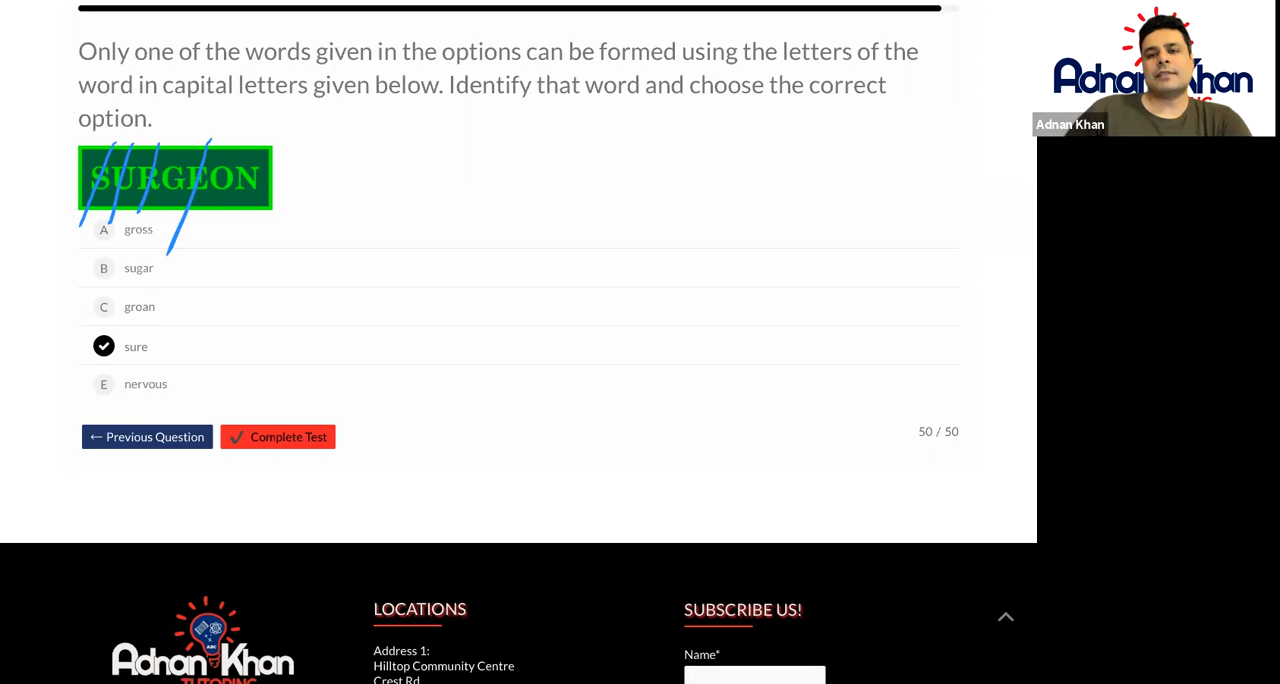 Only one of the words given in the options can be formed using the letters of the
word in capital letters given below. Identify that word and choose the correct
option.
SURGEON
A gross
B sugar
C groan
sure
E nervous
← Previous Question
✔ Complete Test
50 / 50
Adnan Khan
Adnan Khan
Adnan Khan
TUTORING
LOCATIONS
Address 1:
Hilltop Community Centre
Crest Rd
SUBSCRIBE US!
Name*